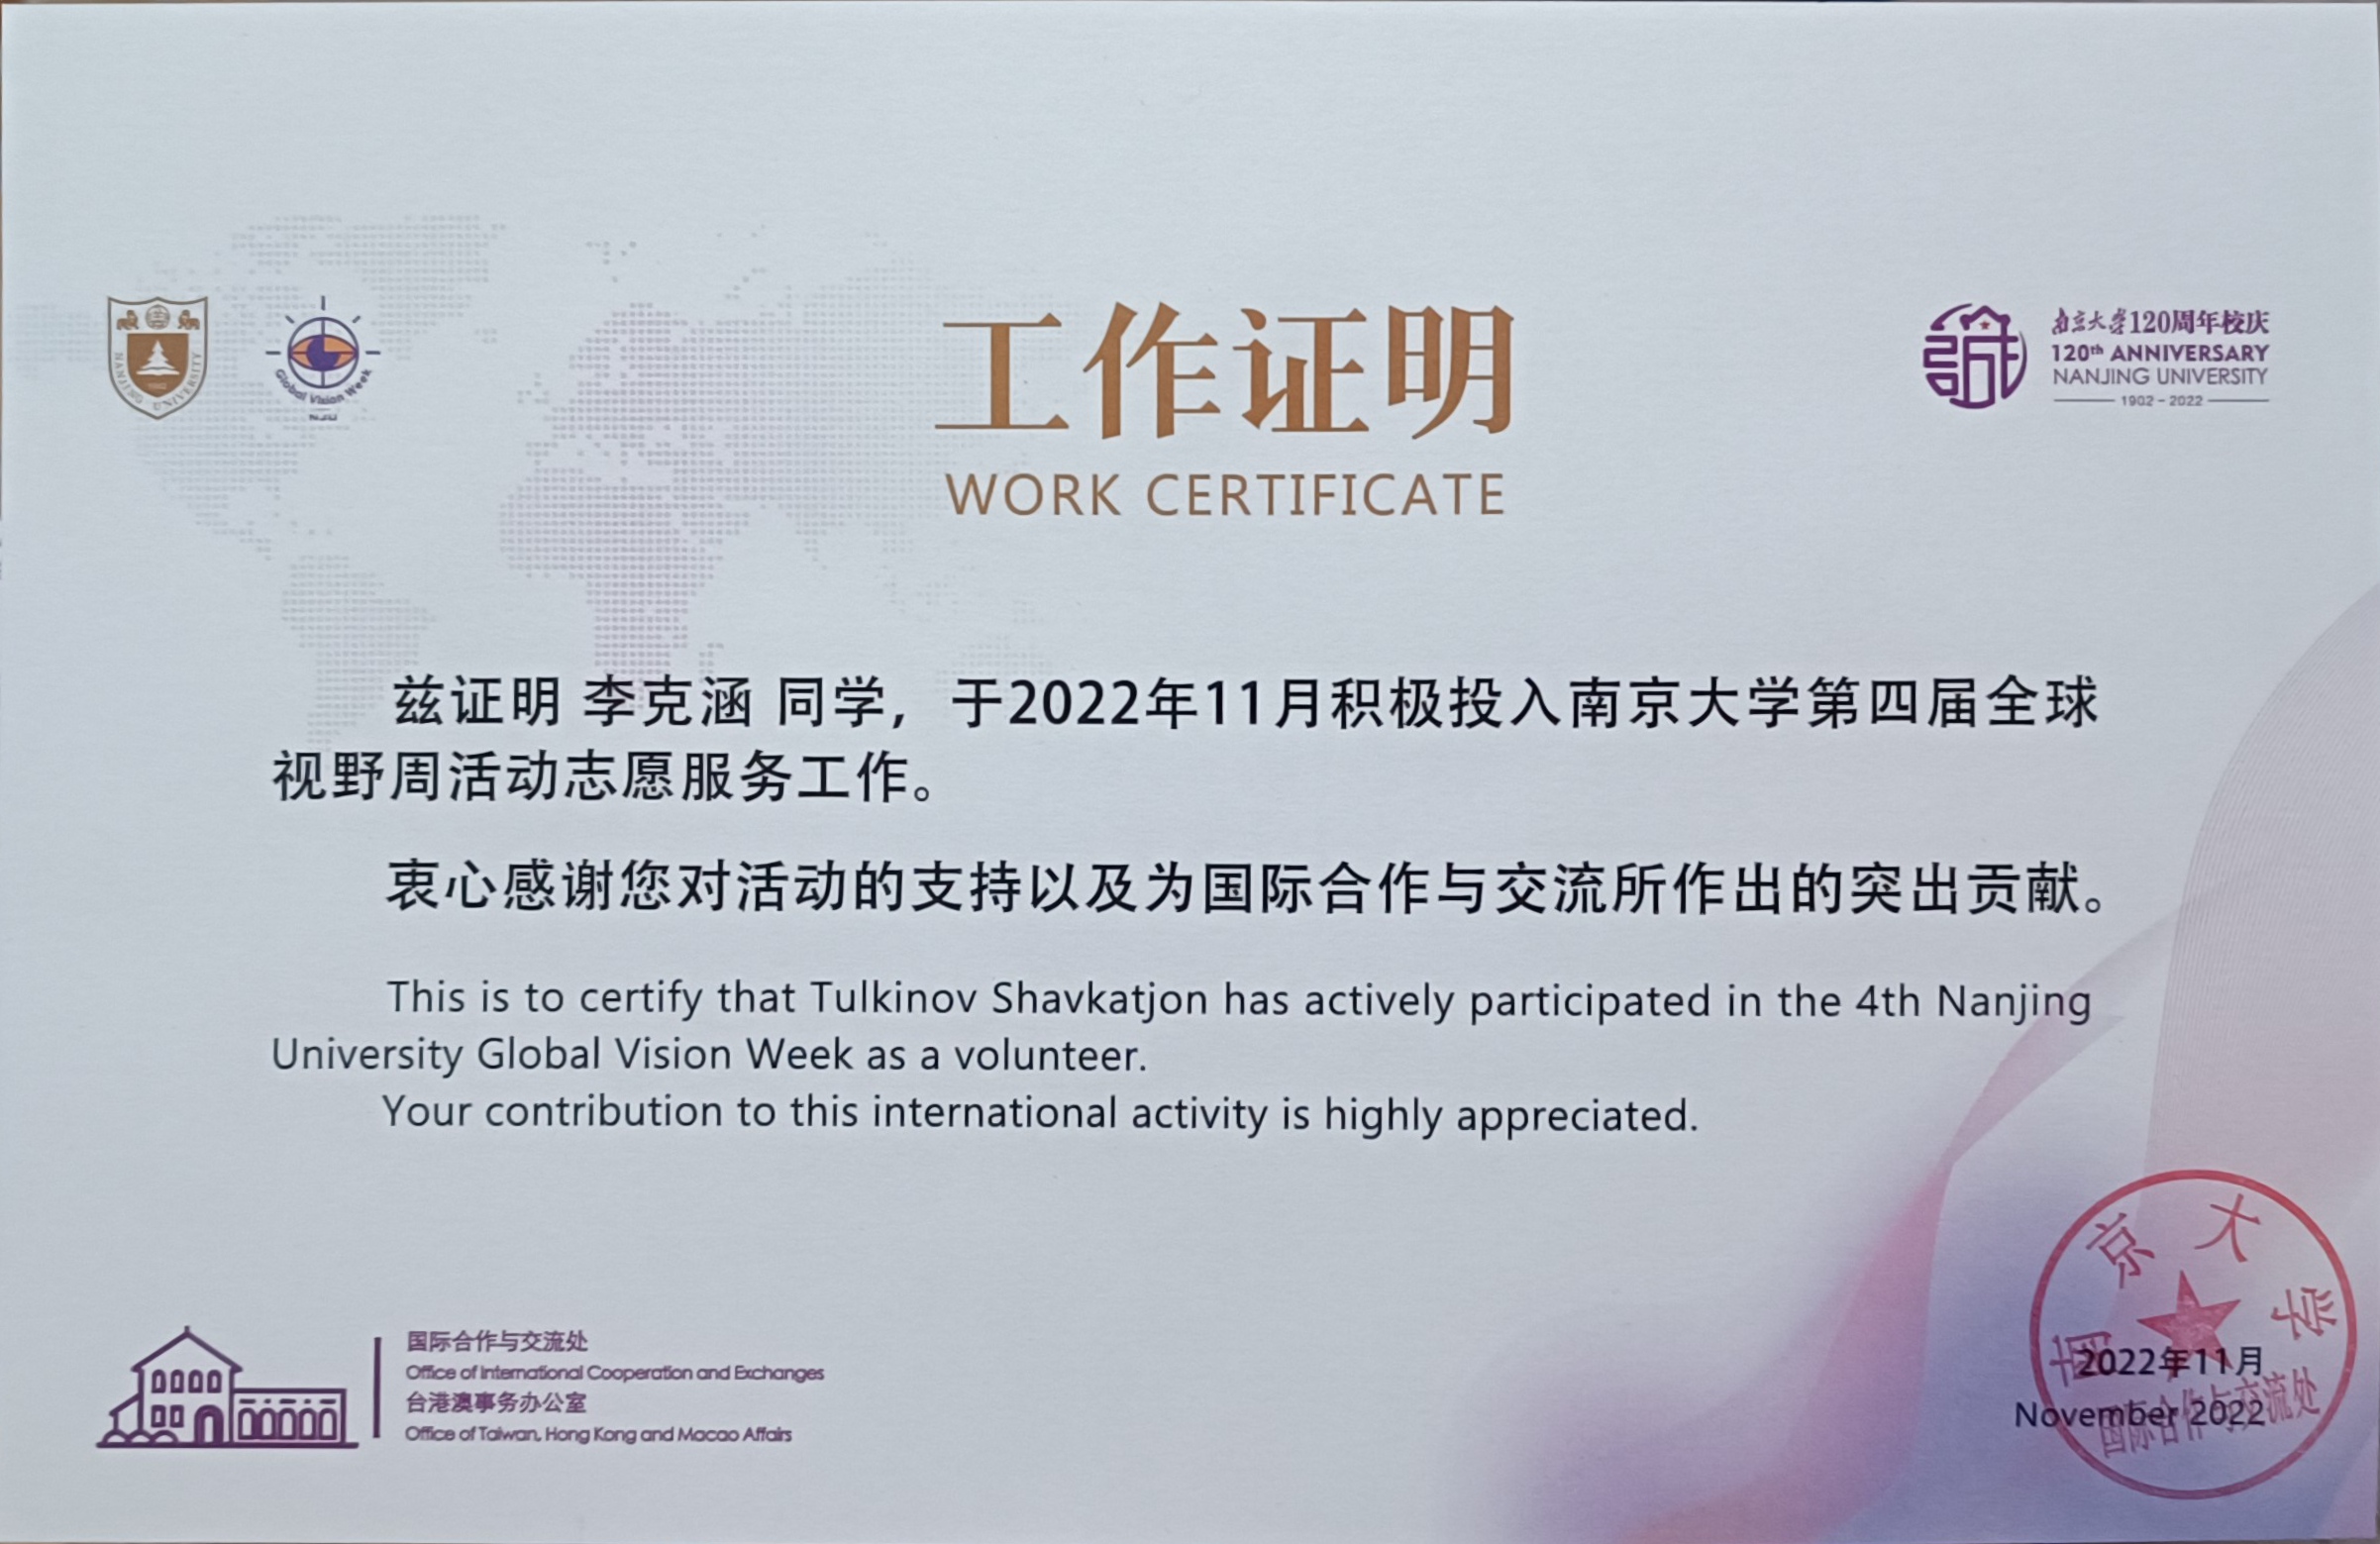 NANJING UNIVERSITY
Global Vision Week
NJU
南京大学120周年校庆
120th ANNIVERSARY
NANJING UNIVERSITY
1902 - 2022
工作证明
WORK CERTIFICATE
兹证明 李克涵 同学，于2022年11月积极投入南京大学第四届全球
视野周活动志愿服务工作。
衷心感谢您对活动的支持以及为国际合作与交流所作出的突出贡献。
This is to certify that Tulkinov Shavkatjon has actively participated in the 4th Nanjing
University Global Vision Week as a volunteer.
Your contribution to this international activity is highly appreciated.
国际合作与交流处
Office of International Cooperation and Exchanges
台港澳事务办公室
Office of Taiwan, Hong Kong and Macao Affairs
南京大学
2022年11月
November 2022
国际合作与交流处